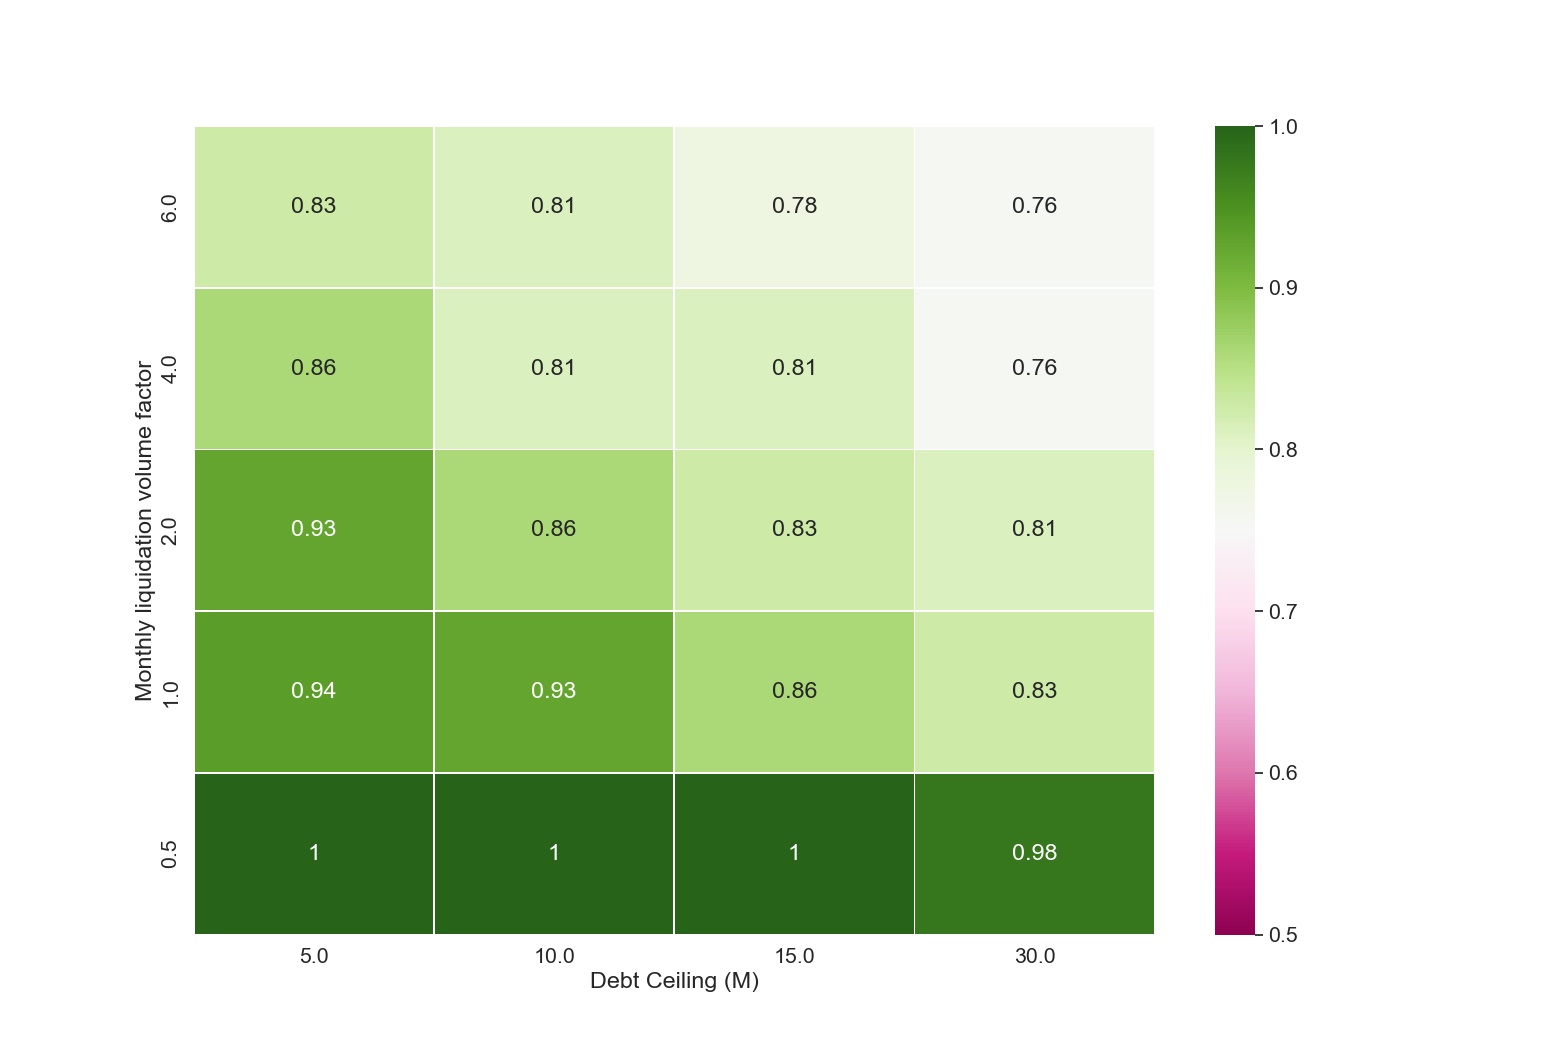 Monthly liquidation volume factor
6.0 0.83 0.81 0.78 0.76
4.0 0.86 0.81 0.81 0.76
2.0 0.93 0.86 0.83 0.81
1.0 0.94 0.93 0.86 0.83
0.5 1 1 1 0.98
5.0 10.0 15.0 30.0
Debt Ceiling (M)
1.0
0.9
0.8
0.7
0.6
0.5